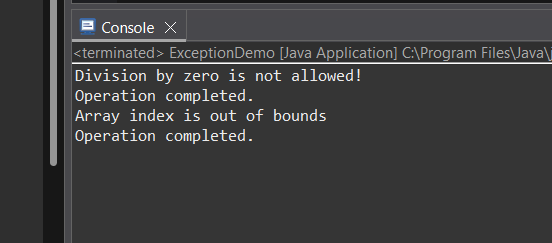 Console
<terminated> ExceptionDemo [Java Application] C:\Program Files\Java\
Division by zero is not allowed!
Operation completed.
Array index is out of bounds
Operation completed.